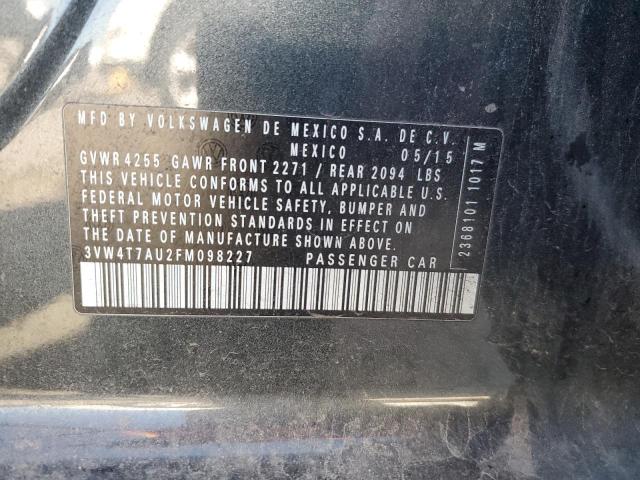 MFD BY VOLKSWAGEN DE MEXICO S.A. DE C.V.
MEXICO 05/15
GVWR 4255 GAWR FRONT 2271 / REAR 2094 LBS
THIS VEHICLE CONFORMS TO ALL APPLICABLE U.S.
FEDERAL MOTOR VEHICLE SAFETY, BUMPER AND
THEFT PREVENTION STANDARDS IN EFFECT ON
THE DATE OF MANUFACTURE SHOWN ABOVE.
3VW4T7AU2FM098227 PASSENGER CAR
2368101 1017 M